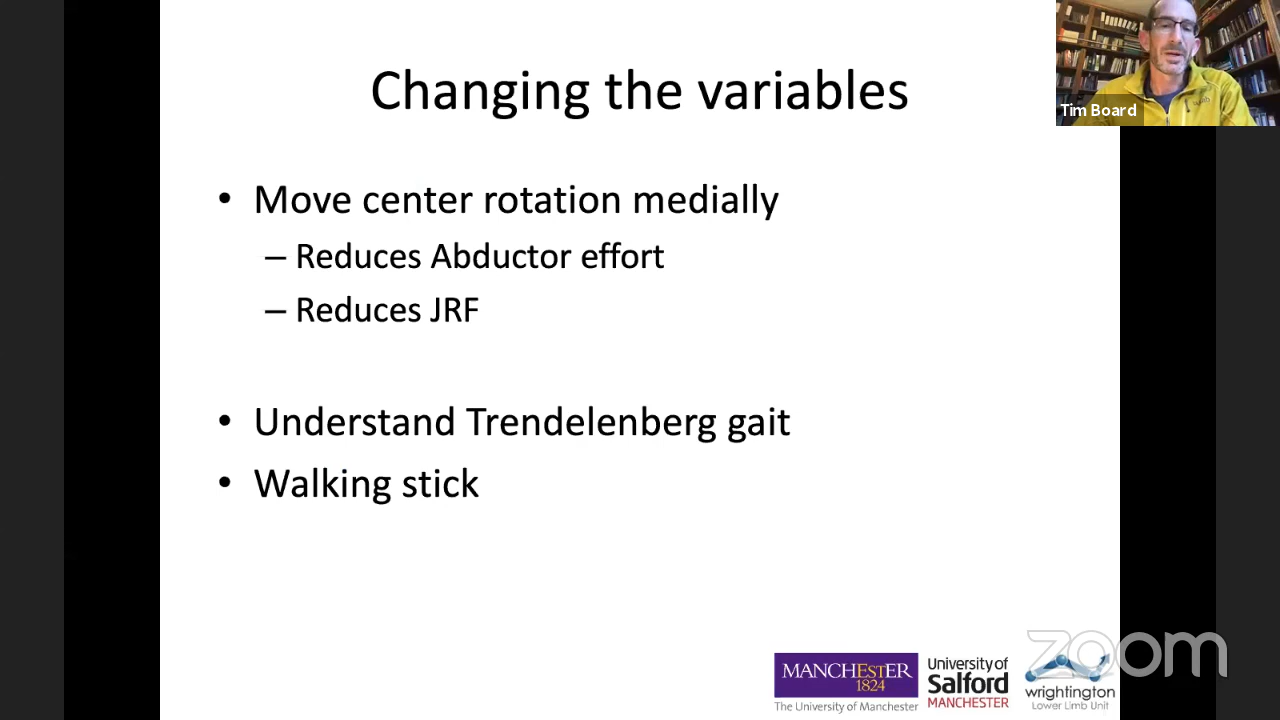 Changing the variables
Tim Board
• Move center rotation medially
– Reduces Abductor effort
– Reduces JRF
• Understand Trendelenberg gait
• Walking stick
MANCHESTER
1824
The University of Manchester
University of
Salford
MANCHESTER
wrightington
Lower Limb Unit
zoom